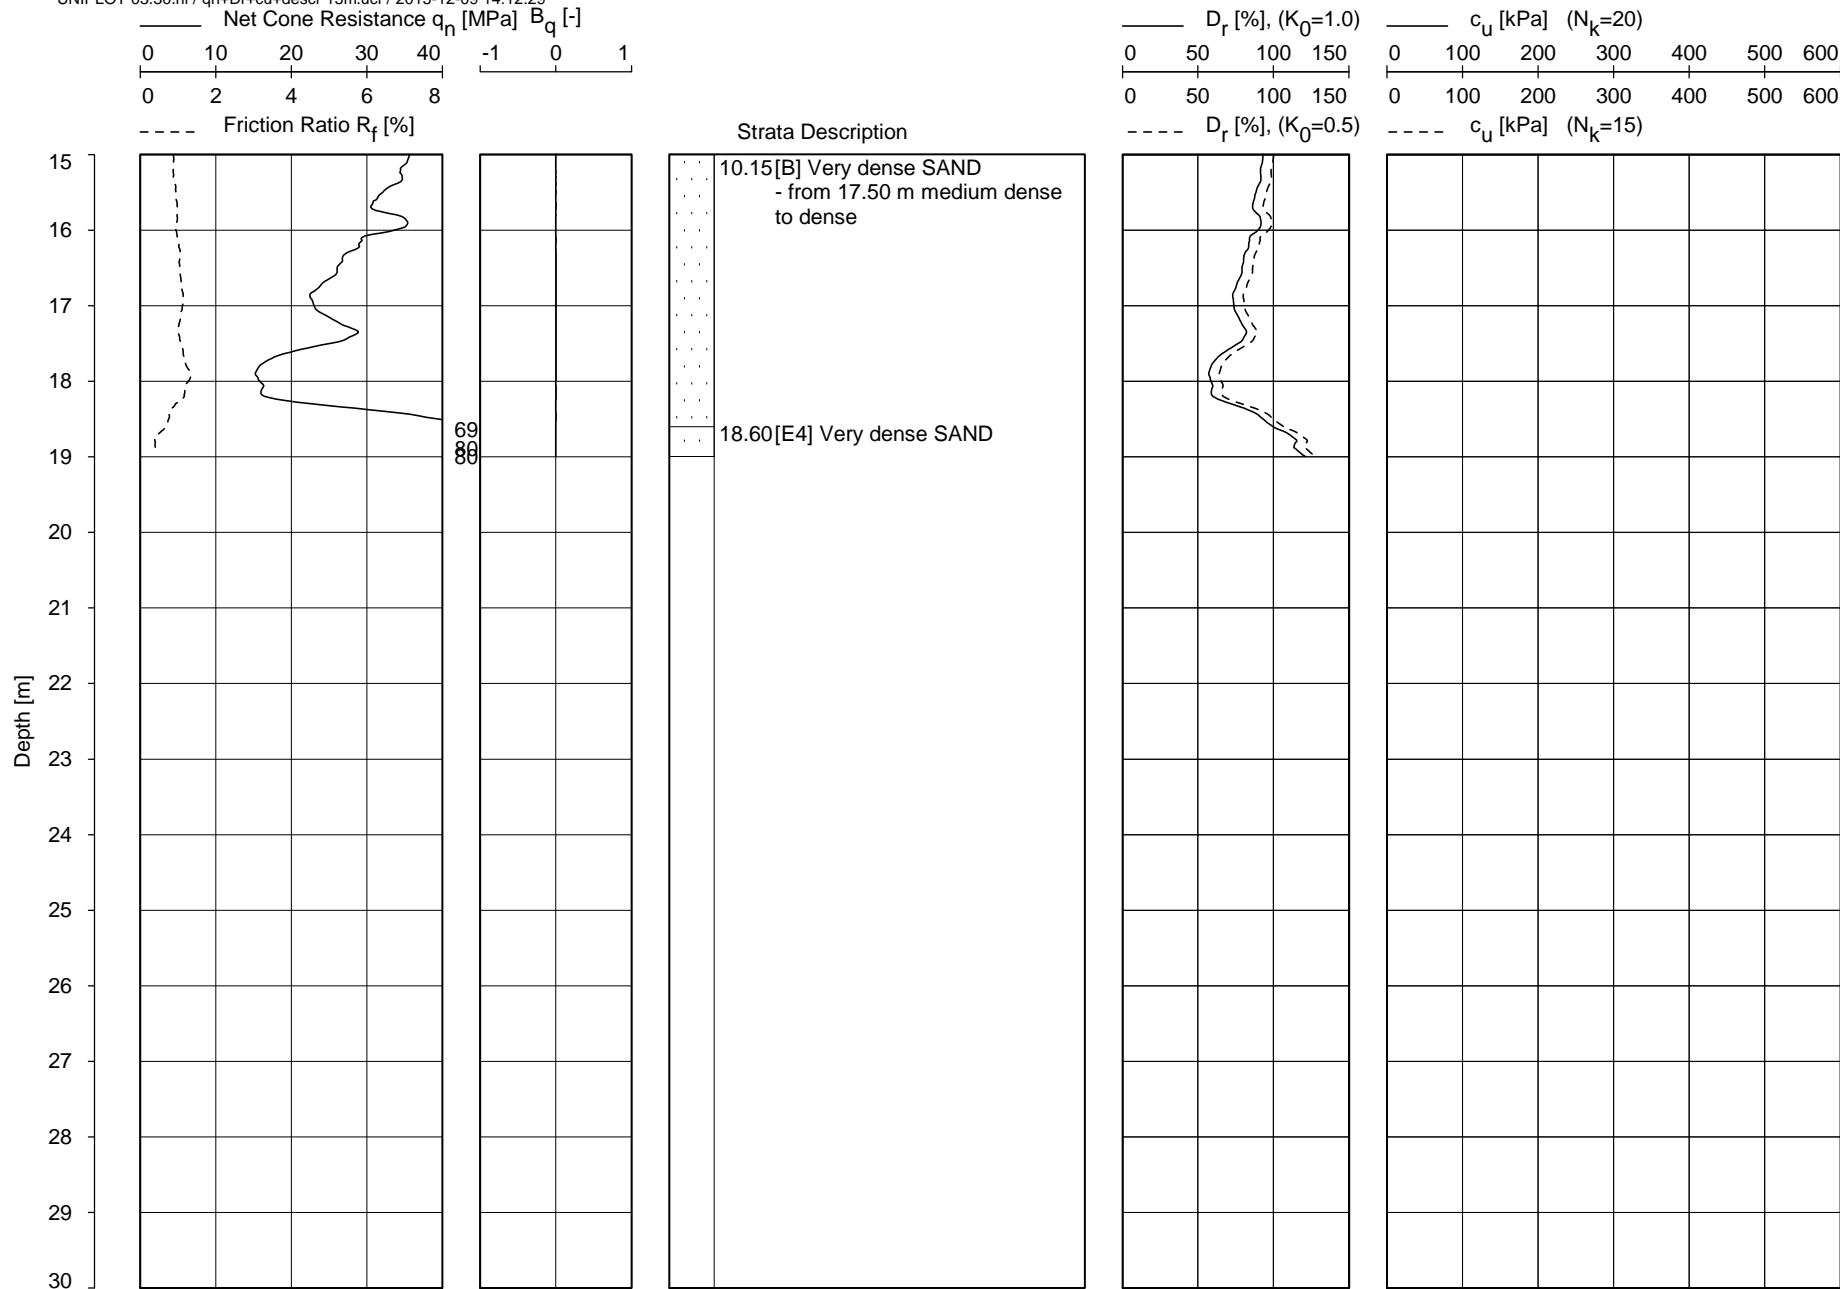 Net Cone Resistance qn [MPa] Bq [-] Dr [%], (K0=1.0) cu [kPa] (Nk=20)
0 10 20 30 40 -1 0 1 0 50 100 150 0 100 200 300 400 500 600
0 2 4 6 8 0 50 100 150 0 100 200 300 400 500 600
Friction Ratio Rf [%] Strata Description Dr [%], (K0=0.5) cu [kPa] (Nk=15)
15 10.15[B] Very dense SAND
- from 17.50 m medium dense
to dense
16
17
18
69 18.60[E4] Very dense SAND
80
19 80
20
21
22
Depth [m]
23
24
25
26
27
28
29
30